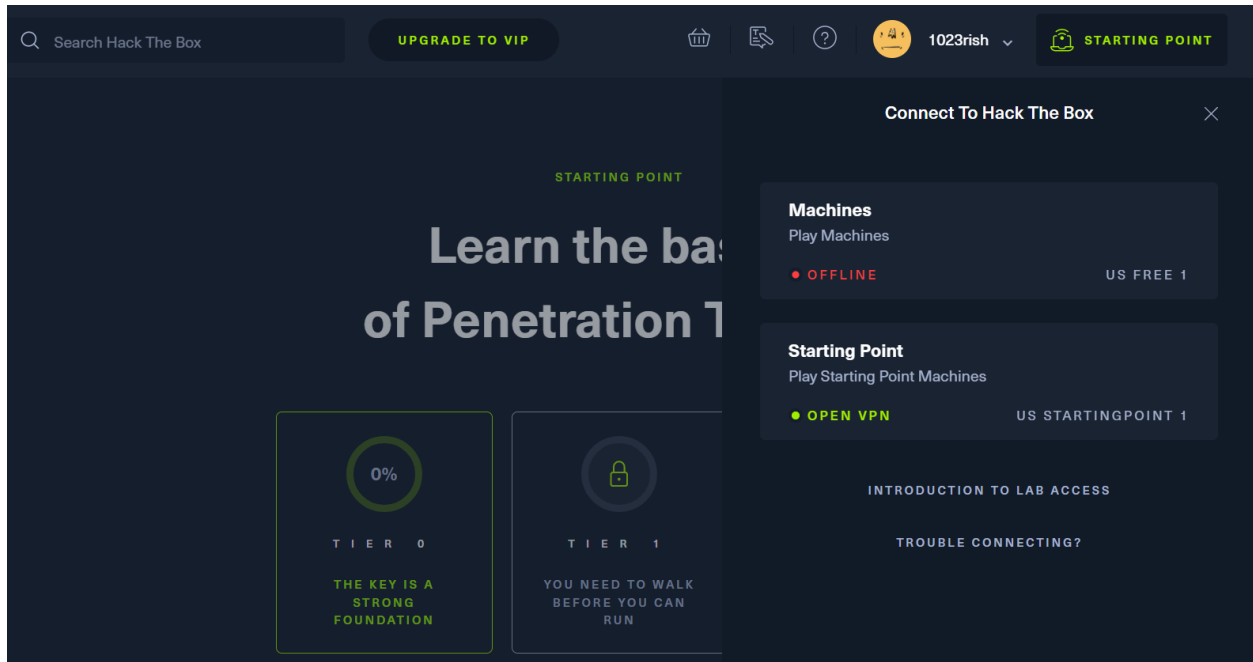 Search Hack The Box
UPGRADE TO VIP
1023rish
STARTING POINT
Connect To Hack The Box
STARTING POINT
Learn the bas
of Penetration T
Machines
Play Machines
OFFLINE
US FREE 1
Starting Point
Play Starting Point Machines
OPEN VPN
US STARTINGPOINT 1
INTRODUCTION TO LAB ACCESS
TROUBLE CONNECTING?
0%
TIER 0
THE KEY IS A
STRONG
FOUNDATION
TIER 1
YOU NEED TO WALK
BEFORE YOU CAN
RUN